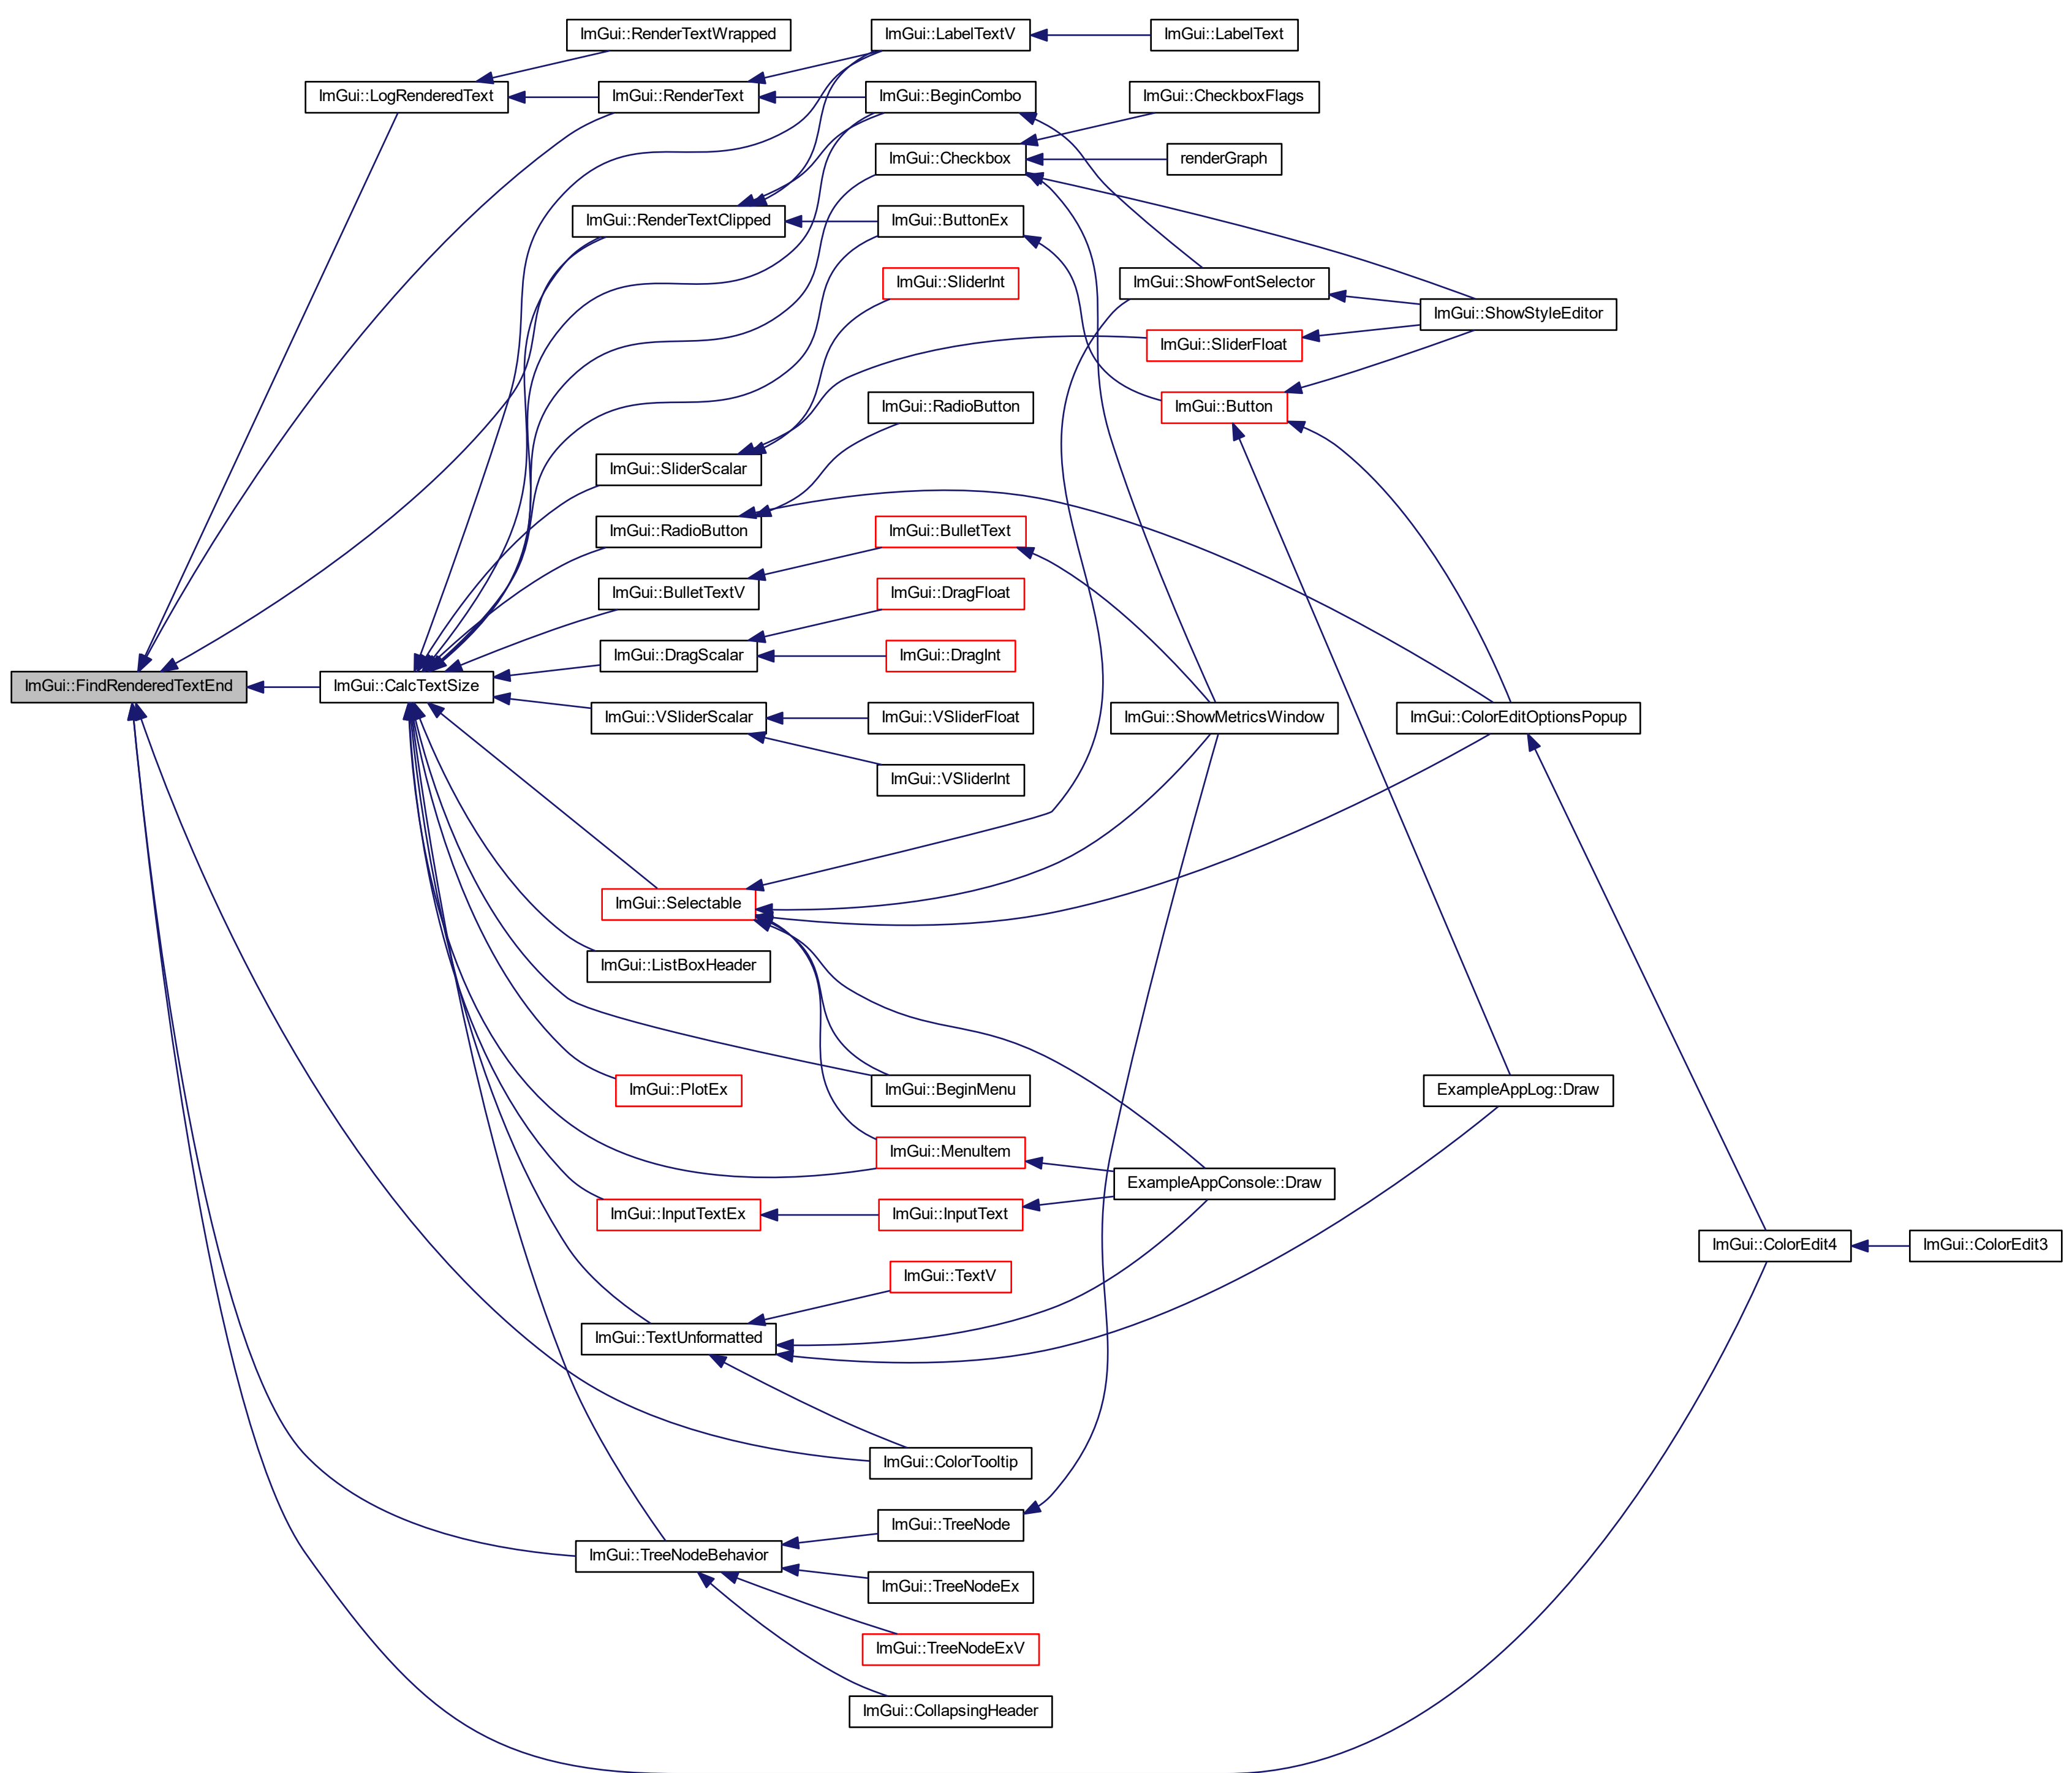 ImGui::RenderTextWrapped
ImGui::LabelTextV
ImGui::LabelText
ImGui::LogRenderedText
ImGui::RenderText
ImGui::BeginCombo
ImGui::CheckboxFlags
ImGui::Checkbox
renderGraph
ImGui::RenderTextClipped
ImGui::ButtonEx
ImGui::SliderInt
ImGui::ShowFontSelector
ImGui::ShowStyleEditor
ImGui::SliderFloat
ImGui::RadioButton
ImGui::Button
ImGui::SliderScalar
ImGui::RadioButton
ImGui::BulletText
ImGui::BulletTextV
ImGui::DragFloat
ImGui::DragScalar
ImGui::DragInt
ImGui::FindRenderedTextEnd
ImGui::CalcTextSize
ImGui::VSliderScalar
ImGui::VSliderFloat
ImGui::ShowMetricsWindow
ImGui::ColorEditOptionsPopup
ImGui::VSliderInt
ImGui::Selectable
ImGui::ListBoxHeader
ImGui::PlotEx
ImGui::BeginMenu
ExampleAppLog::Draw
ImGui::MenuItem
ExampleAppConsole::Draw
ImGui::InputTextEx
ImGui::InputText
ImGui::ColorEdit4
ImGui::ColorEdit3
ImGui::TextV
ImGui::TextUnformatted
ImGui::ColorTooltip
ImGui::TreeNode
ImGui::TreeNodeBehavior
ImGui::TreeNodeEx
ImGui::TreeNodeExV
ImGui::CollapsingHeader